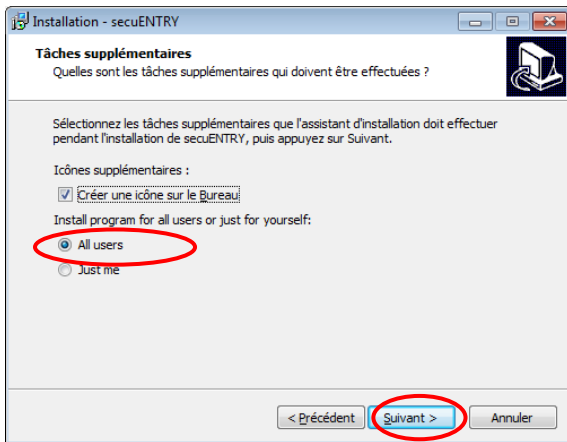 Installation - secuENTRY
Tâches supplémentaires
Quelles sont les tâches supplémentaires qui doivent être effectuées ?
Sélectionnez les tâches supplémentaires que l'assistant d'installation doit effectuer
pendant l'installation de secuENTRY, puis appuyez sur Suivant.
Icônes supplémentaires :
Créer une icône sur le Bureau
Install program for all users or just for yourself:
All users
Just me
< Précédent Suivant > Annuler